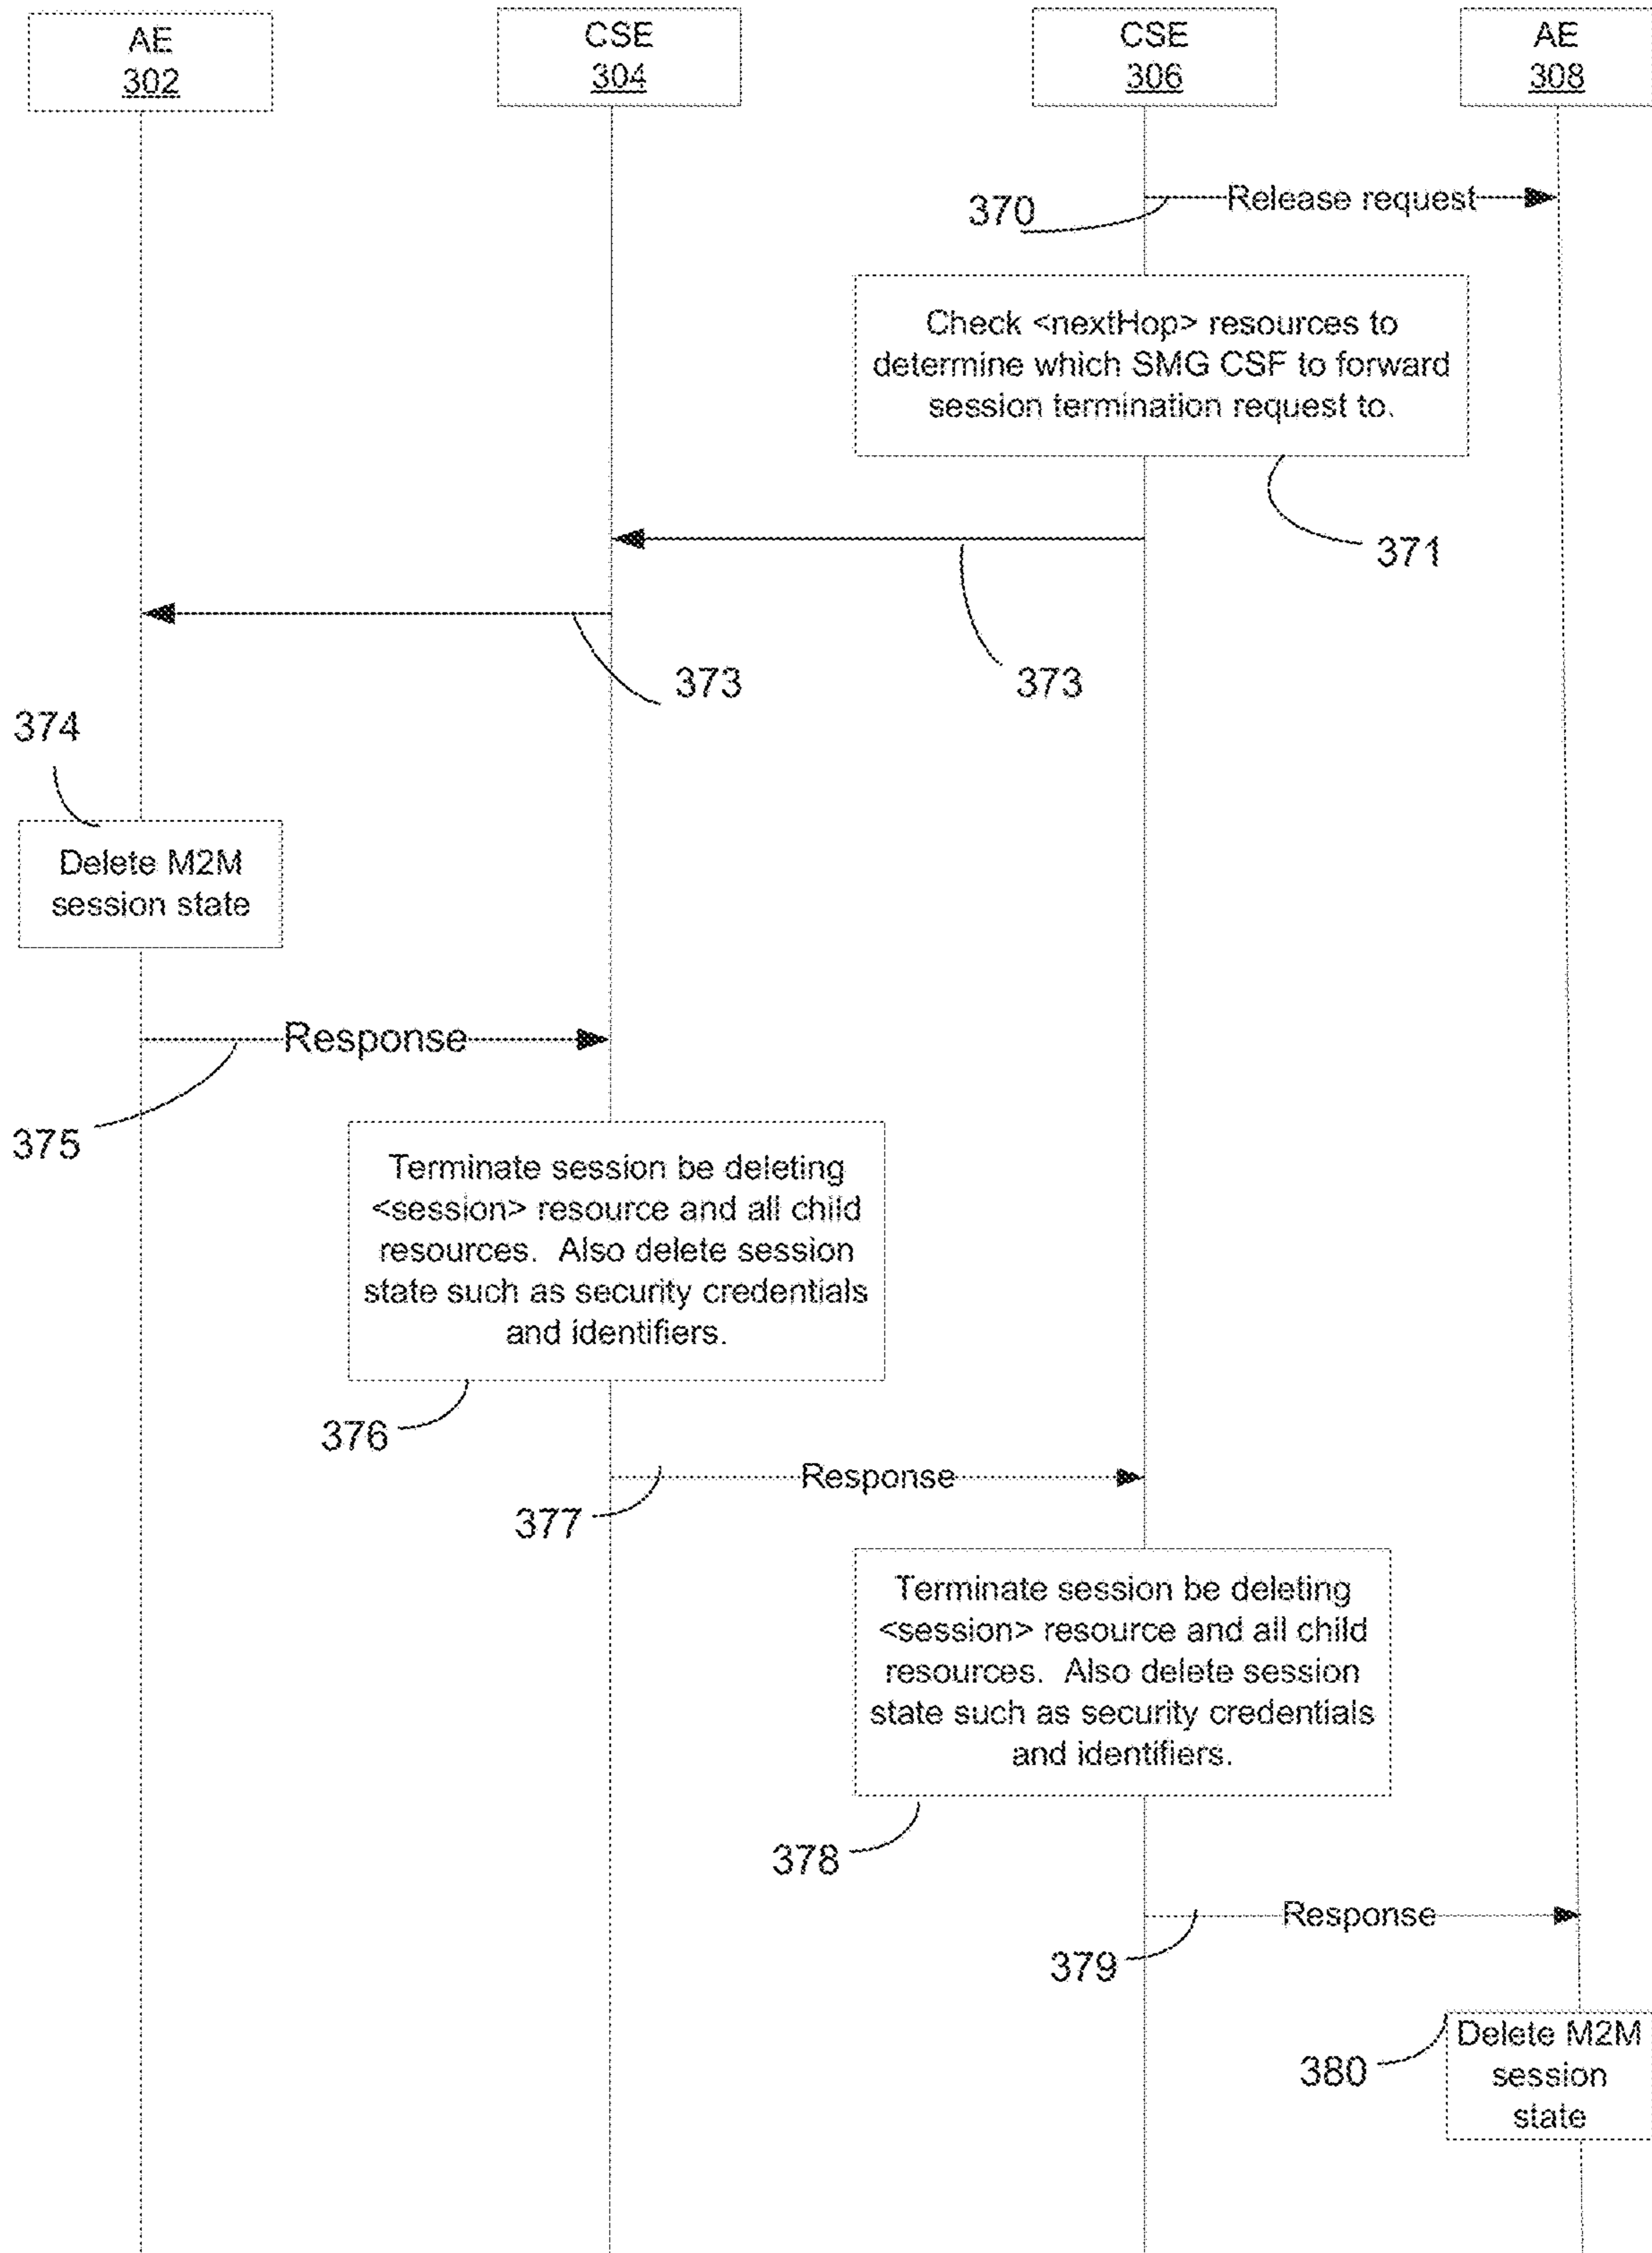 AE
302
CSE
304
CSE
306
AE
308
Release request
370
Check <nextHop> resources to
determine which SMG CSF to forward
session termination request to.
371
373
373
374
Delete M2M
session state
Response
375
Terminate session be deleting
<session> resource and all child
resources.  Also delete session
state such as security credentials
and identifiers.
376
Response
377
Terminate session be deleting
<session> resource and all child
resources.  Also delete session
state such as security credentials
and identifiers.
378
Response
379
Delete M2M
session
state
380